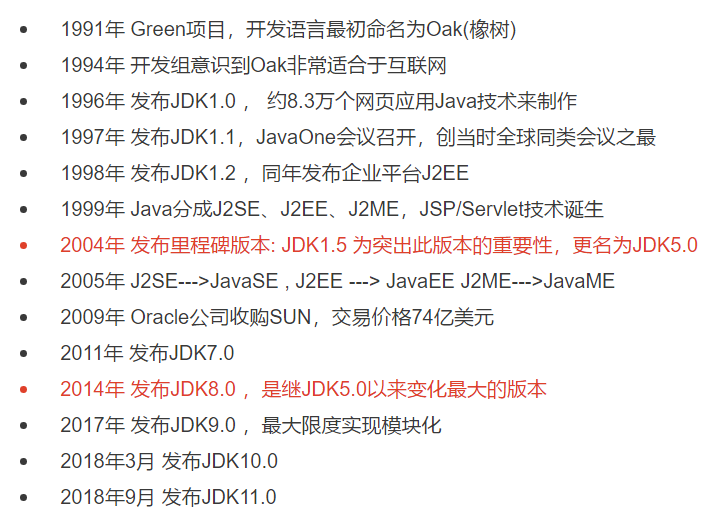 1991年 Green项目，开发语言最初命名为Oak(橡树)
1994年 开发组意识到Oak非常适合于互联网
1996年 发布JDK1.0 ， 约8.3万个网页应用Java技术来制作
1997年 发布JDK1.1，JavaOne会议召开，创当时全球同类会议之最
1998年 发布JDK1.2 ，同年发布企业平台J2EE
1999年 Java分成J2SE、J2EE、J2ME，JSP/Servlet技术诞生
2004年 发布里程碑版本: JDK1.5 为突出此版本的重要性，更名为JDK5.0
2005年 J2SE--->JavaSE , J2EE ---> JavaEE J2ME--->JavaME
2009年 Oracle公司收购SUN，交易价格74亿美元
2011年 发布JDK7.0
2014年 发布JDK8.0 ，是继JDK5.0以来变化最大的版本
2017年 发布JDK9.0 ，最大限度实现模块化
2018年3月 发布JDK10.0
2018年9月 发布JDK11.0